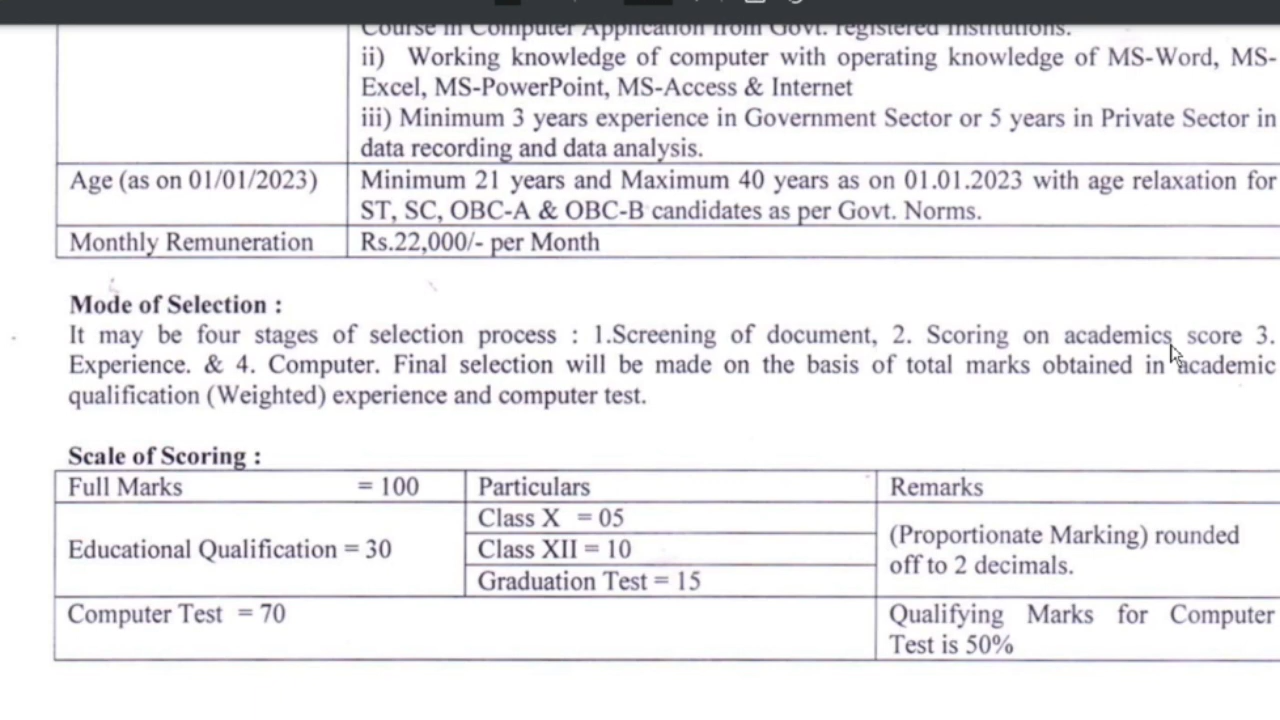 Course in Computer Application from Govt. registered institutions.
ii) Working knowledge of computer with operating knowledge of MS-Word, MS-
Excel, MS-PowerPoint, MS-Access & Internet
iii) Minimum 3 years experience in Government Sector or 5 years in Private Sector in
data recording and data analysis.
Age (as on 01/01/2023)
Minimum 21 years and Maximum 40 years as on 01.01.2023 with age relaxation for
ST, SC, OBC-A & OBC-B candidates as per Govt. Norms.
Monthly Remuneration
Rs.22,000/- per Month
Mode of Selection :
It may be four stages of selection process : 1.Screening of document, 2. Scoring on academics score 3.
Experience. & 4. Computer. Final selection will be made on the basis of total marks obtained in academic
qualification (Weighted) experience and computer test.
Scale of Scoring :
Full Marks = 100
Particulars
Remarks
Educational Qualification = 30
Class X = 05
Class XII = 10
Graduation Test = 15
(Proportionate Marking) rounded
off to 2 decimals.
Computer Test = 70
Qualifying Marks for Computer
Test is 50%